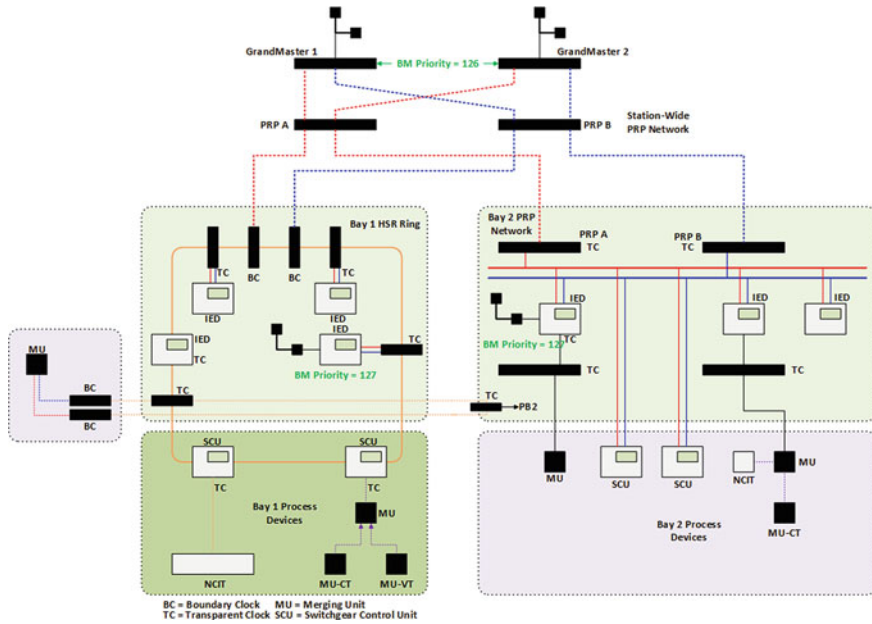 GrandMaster 1
BM Priority = 126
GrandMaster 2
PRP A
PRP B
Station-Wide
PRP Network
Bay 1 HSR Ring
TC
BC
BC
TC
IED
IED
IED
TC
IED
TC
BM Priority = 127
TC
MU
BC
BC
Bay 2 PRP
Network
PRP A
TC
PRP B
TC
IED
TC
BM Priority = 127
IED
IED
TC
TC
TC
PB2
SCU
TC
SCU
TC
Bay 1 Process
Devices
MU
NCIT
MU-CT
MU-VT
MU
SCU
SCU
NCIT
MU
MU-CT
Bay 2 Process
Devices
BC = Boundary Clock MU = Merging Unit
TC = Transparent Clock SCU = Switchgear Control Unit